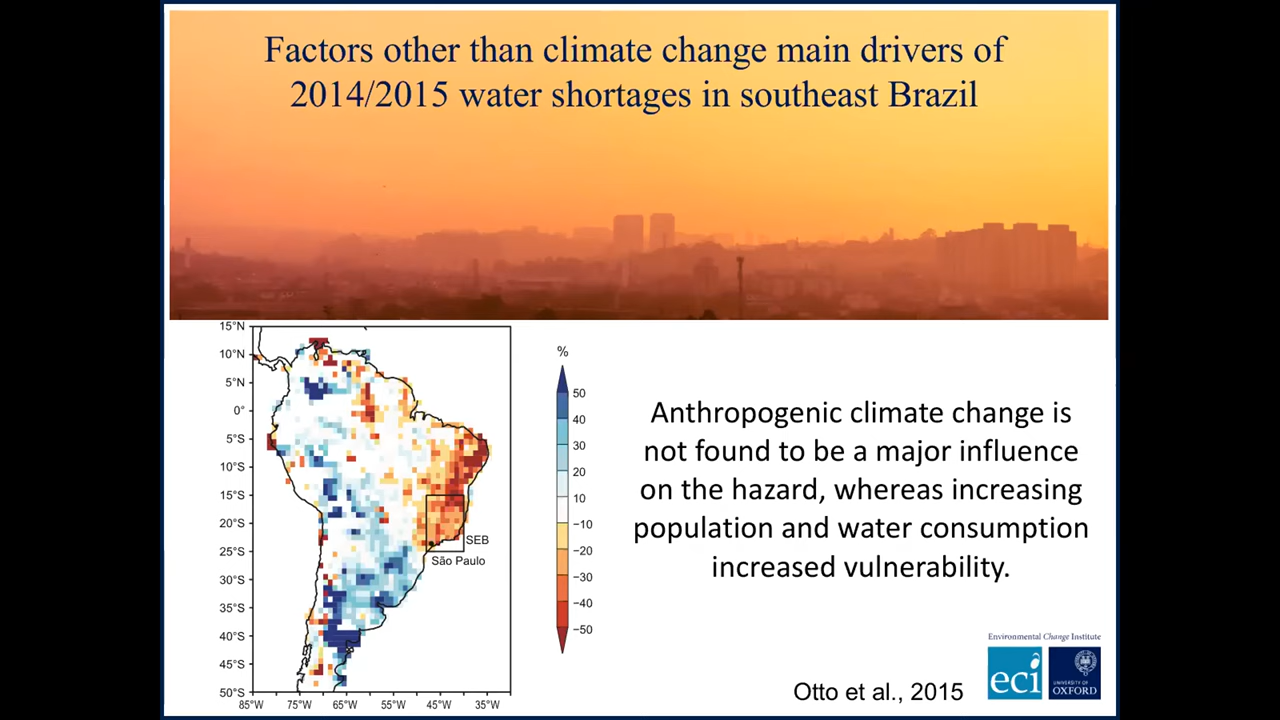 Factors other than climate change main drivers of
2014/2015 water shortages in southeast Brazil
15°N
10°N
5°N
0°
5°S
10°S
15°S
20°S
25°S
30°S
35°S
40°S
45°S
50°S
85°W 75°W 65°W 55°W 45°W 35°W
SEB
São Paulo
%
50
40
30
20
10
−10
−20
−30
−40
−50
Anthropogenic climate change is
not found to be a major influence
on the hazard, whereas increasing
population and water consumption
increased vulnerability.
Otto et al., 2015
Environmental Change Institute
eci
UNIVERSITY OF
OXFORD